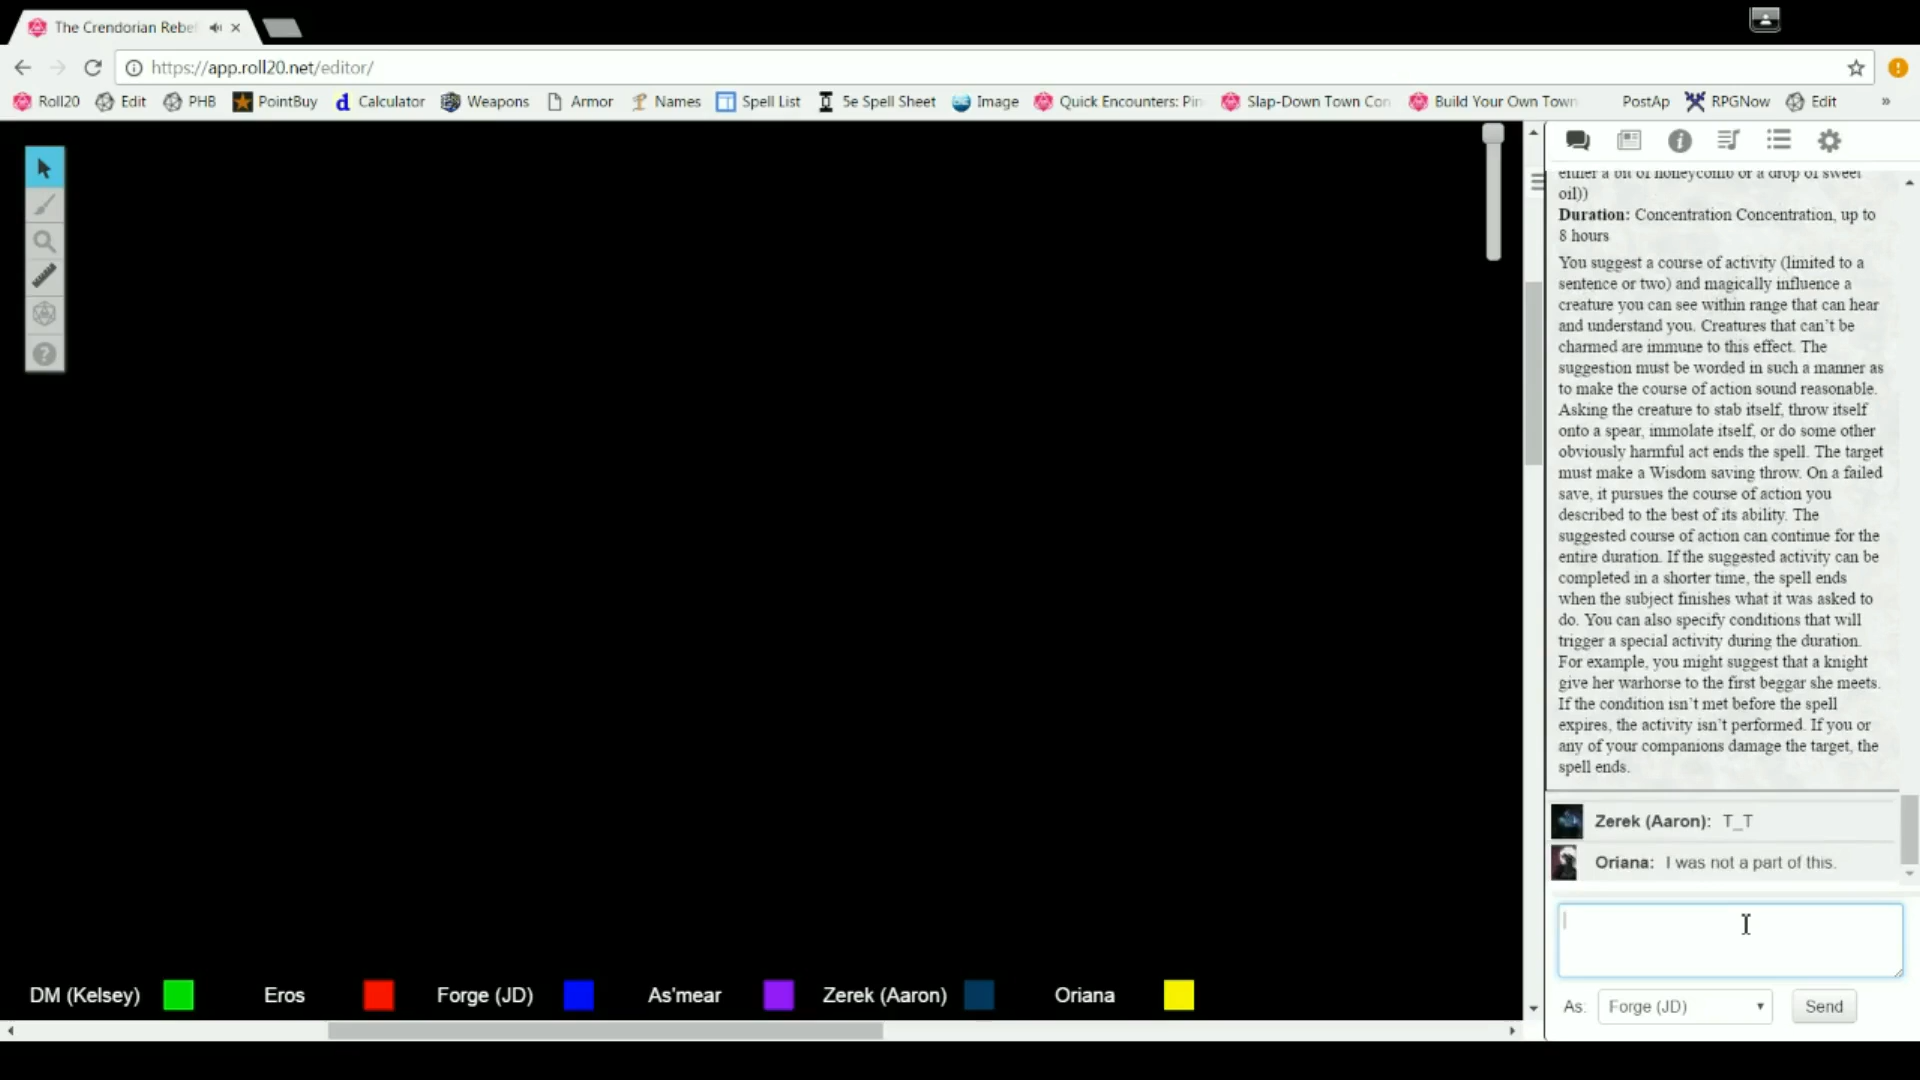 The Crendorian Rebe
https://app.roll20.net/editor/
Roll20 Edit PHB PointBuy Calculator Weapons Armor Names Spell List 5e Spell Sheet Image Quick Encounters: Pin Slap-Down Town Con Build Your Own Town PostAp RPGNow Edit »
either a bit of honeycomb or a drop of sweet
oil))
Duration: Concentration Concentration, up to
8 hours
You suggest a course of activity (limited to a
sentence or two) and magically influence a
creature you can see within range that can hear
and understand you. Creatures that can't be
charmed are immune to this effect. The
suggestion must be worded in such a manner as
to make the course of action sound reasonable.
Asking the creature to stab itself, throw itself
onto a spear, immolate itself, or do some other
obviously harmful act ends the spell. The target
must make a Wisdom saving throw. On a failed
save, it pursues the course of action you
described to the best of its ability. The
suggested course of action can continue for the
entire duration. If the suggested activity can be
completed in a shorter time, the spell ends
when the subject finishes what it was asked to
do. You can also specify conditions that will
trigger a special activity during the duration.
For example, you might suggest that a knight
give her warhorse to the first beggar she meets.
If the condition isn't met before the spell
expires, the activity isn't performed. If you or
any of your companions damage the target, the
spell ends.
Zerek (Aaron): T_T
Oriana: I was not a part of this.
As: Forge (JD) Send
DM (Kelsey) Eros Forge (JD) As'mear Zerek (Aaron) Oriana